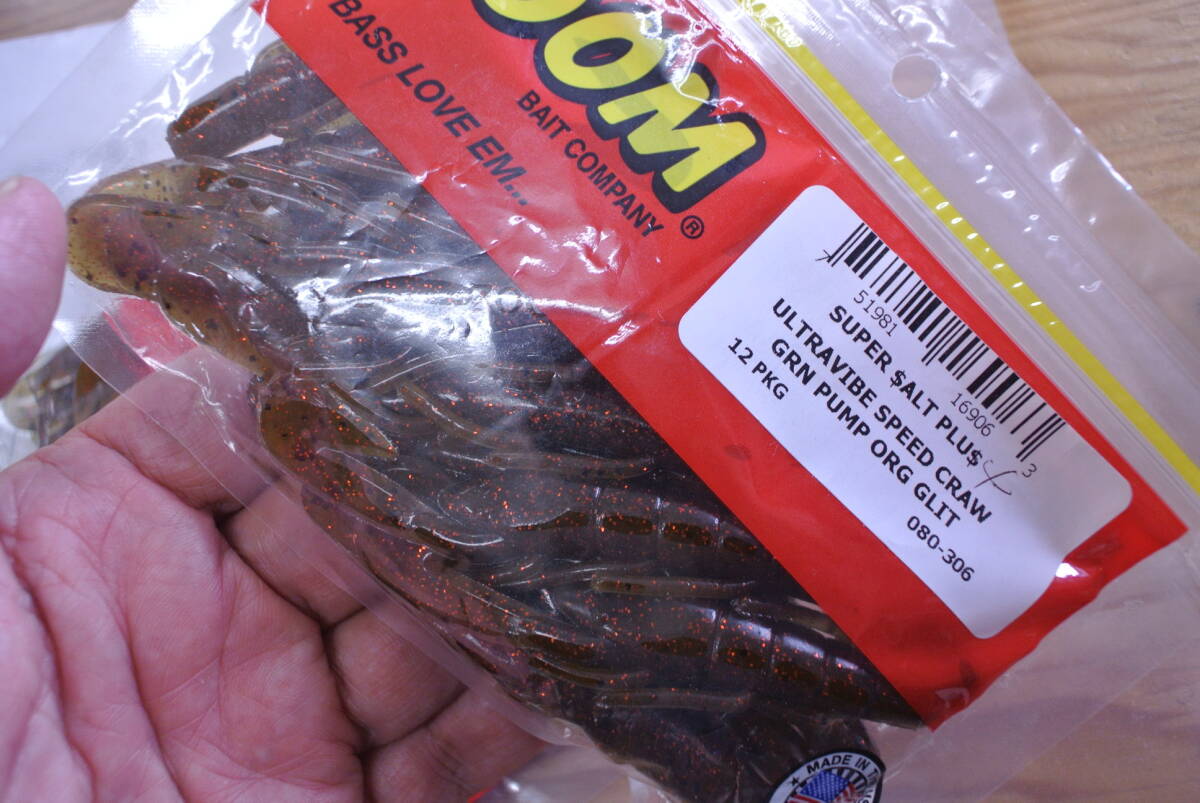 OOM
BAIT COMPANY®
BASS LOVE EM...
51981 16906 3
SUPER $ALT PLU$
ULTRAVIBE SPEED CRAW
GRN PUMP ORG GLIT
12 PKG 080-306
MADE IN